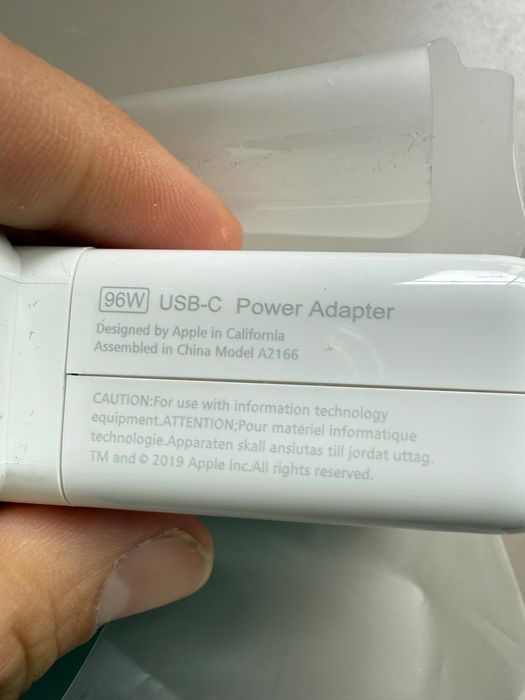 96W USB-C Power Adapter
Designed by Apple in California
Assembled in China Model A2166
CAUTION:For use with information technology
equipment.ATTENTION;Pour matériel informatique
technologie.Apparaten skall anslutas till jordat uttag.
TM and © 2019 Apple Inc.All rights reserved.